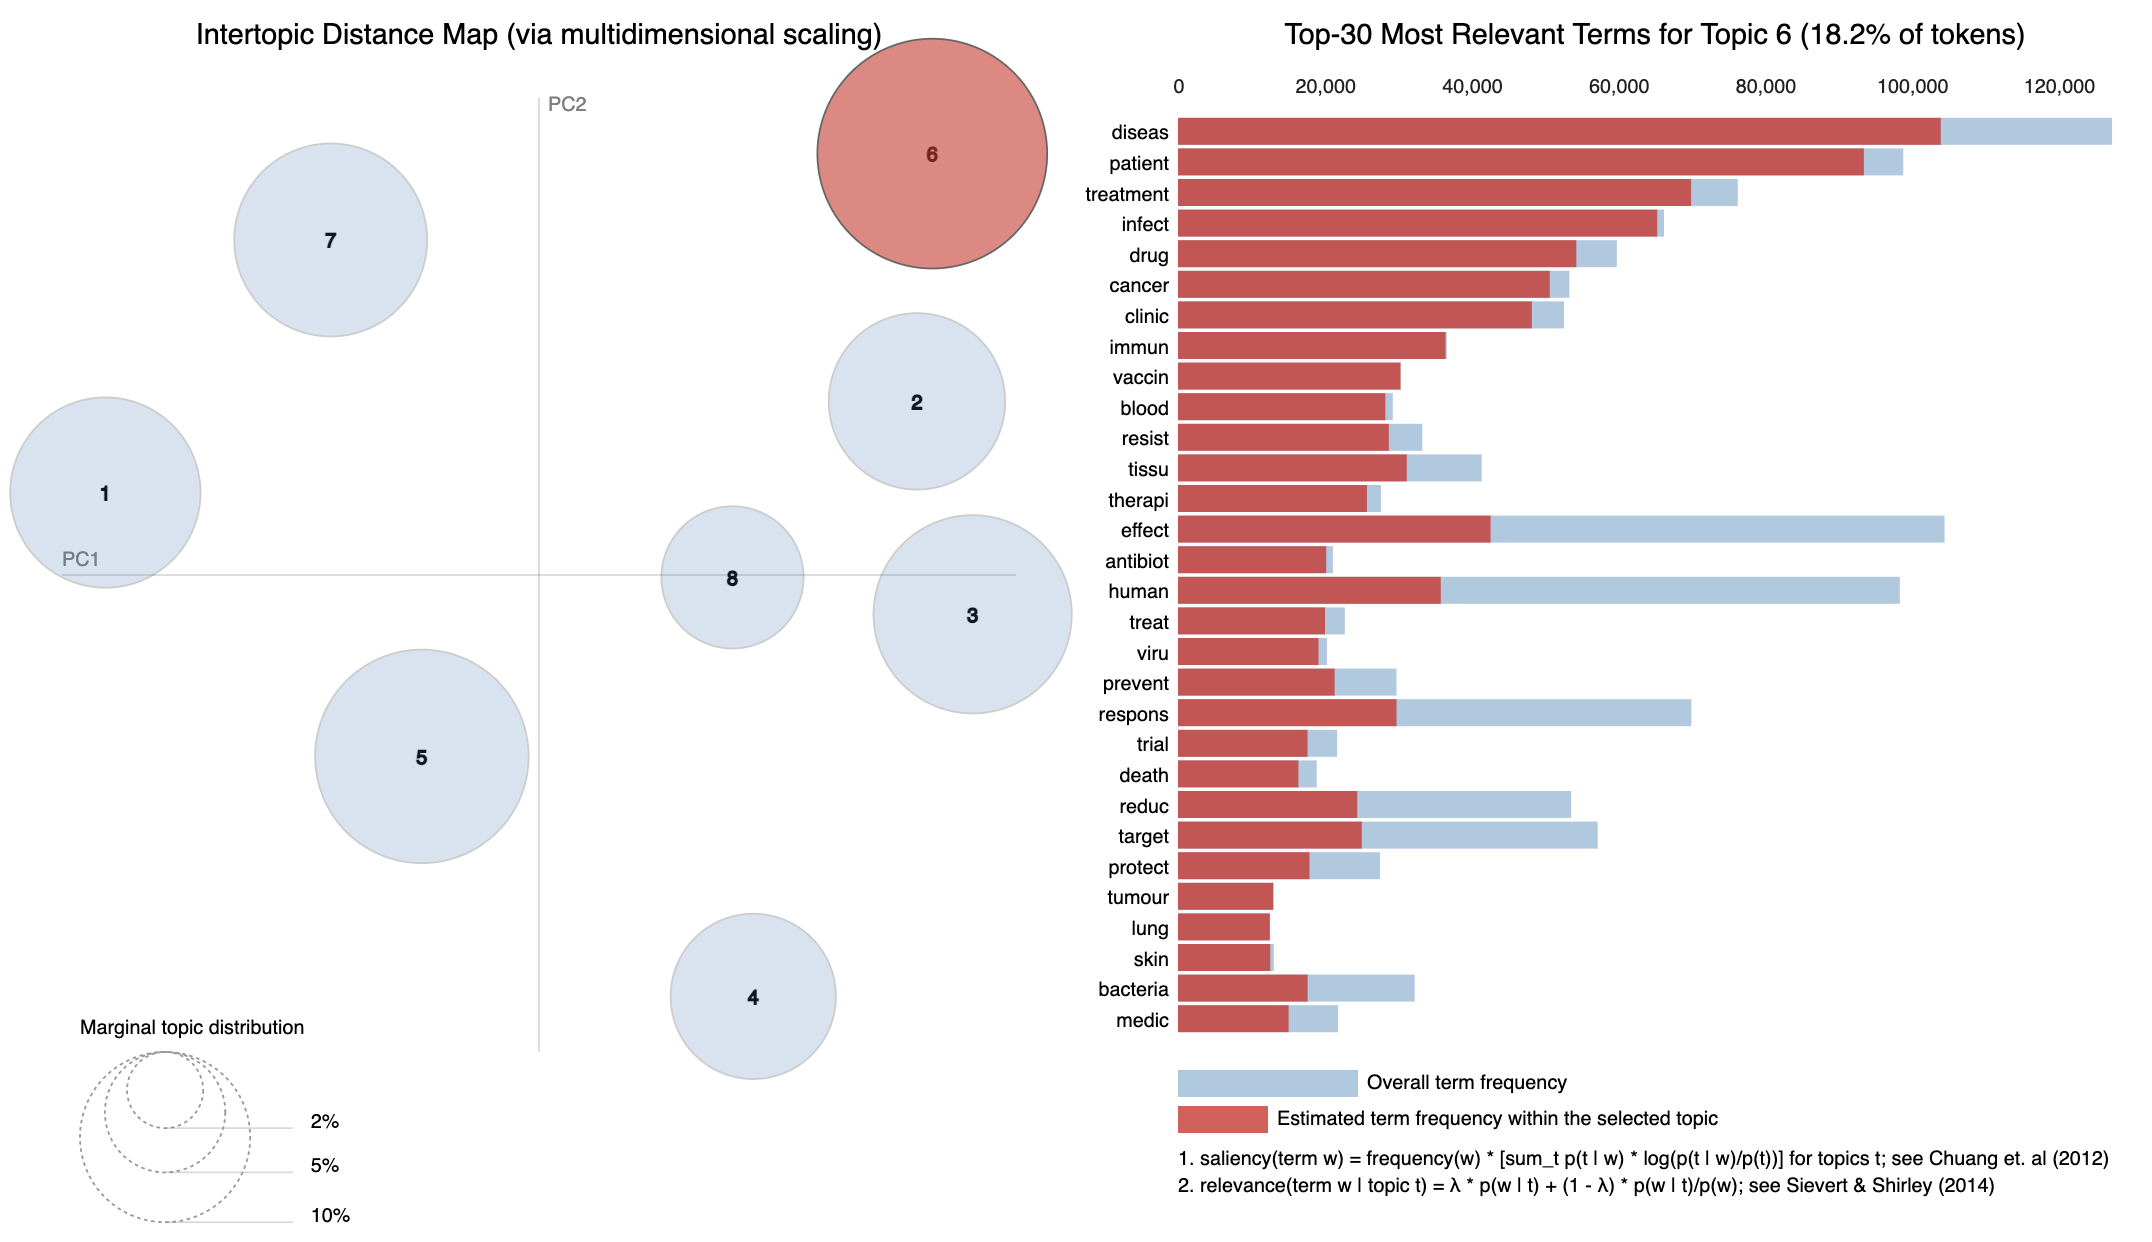 Intertopic Distance Map (via multidimensional scaling)
PC2
6
7
2
1
PC1
8
3
5
4
Marginal topic distribution
2%
5%
10%
Top-30 Most Relevant Terms for Topic 6 (18.2% of tokens)
0 20,000 40,000 60,000 80,000 100,000 120,000
diseas
patient
treatment
infect
drug
cancer
clinic
immun
vaccin
blood
resist
tissu
therapi
effect
antibiot
human
treat
viru
prevent
respons
trial
death
reduc
target
protect
tumour
lung
skin
bacteria
medic
Overall term frequency
Estimated term frequency within the selected topic
1. saliency(term w) = frequency(w) * [sum_t p(t | w) * log(p(t | w)/p(t))] for topics t; see Chuang et. al (2012)
2. relevance(term w | topic t) = λ * p(w | t) + (1 - λ) * p(w | t)/p(w); see Sievert & Shirley (2014)